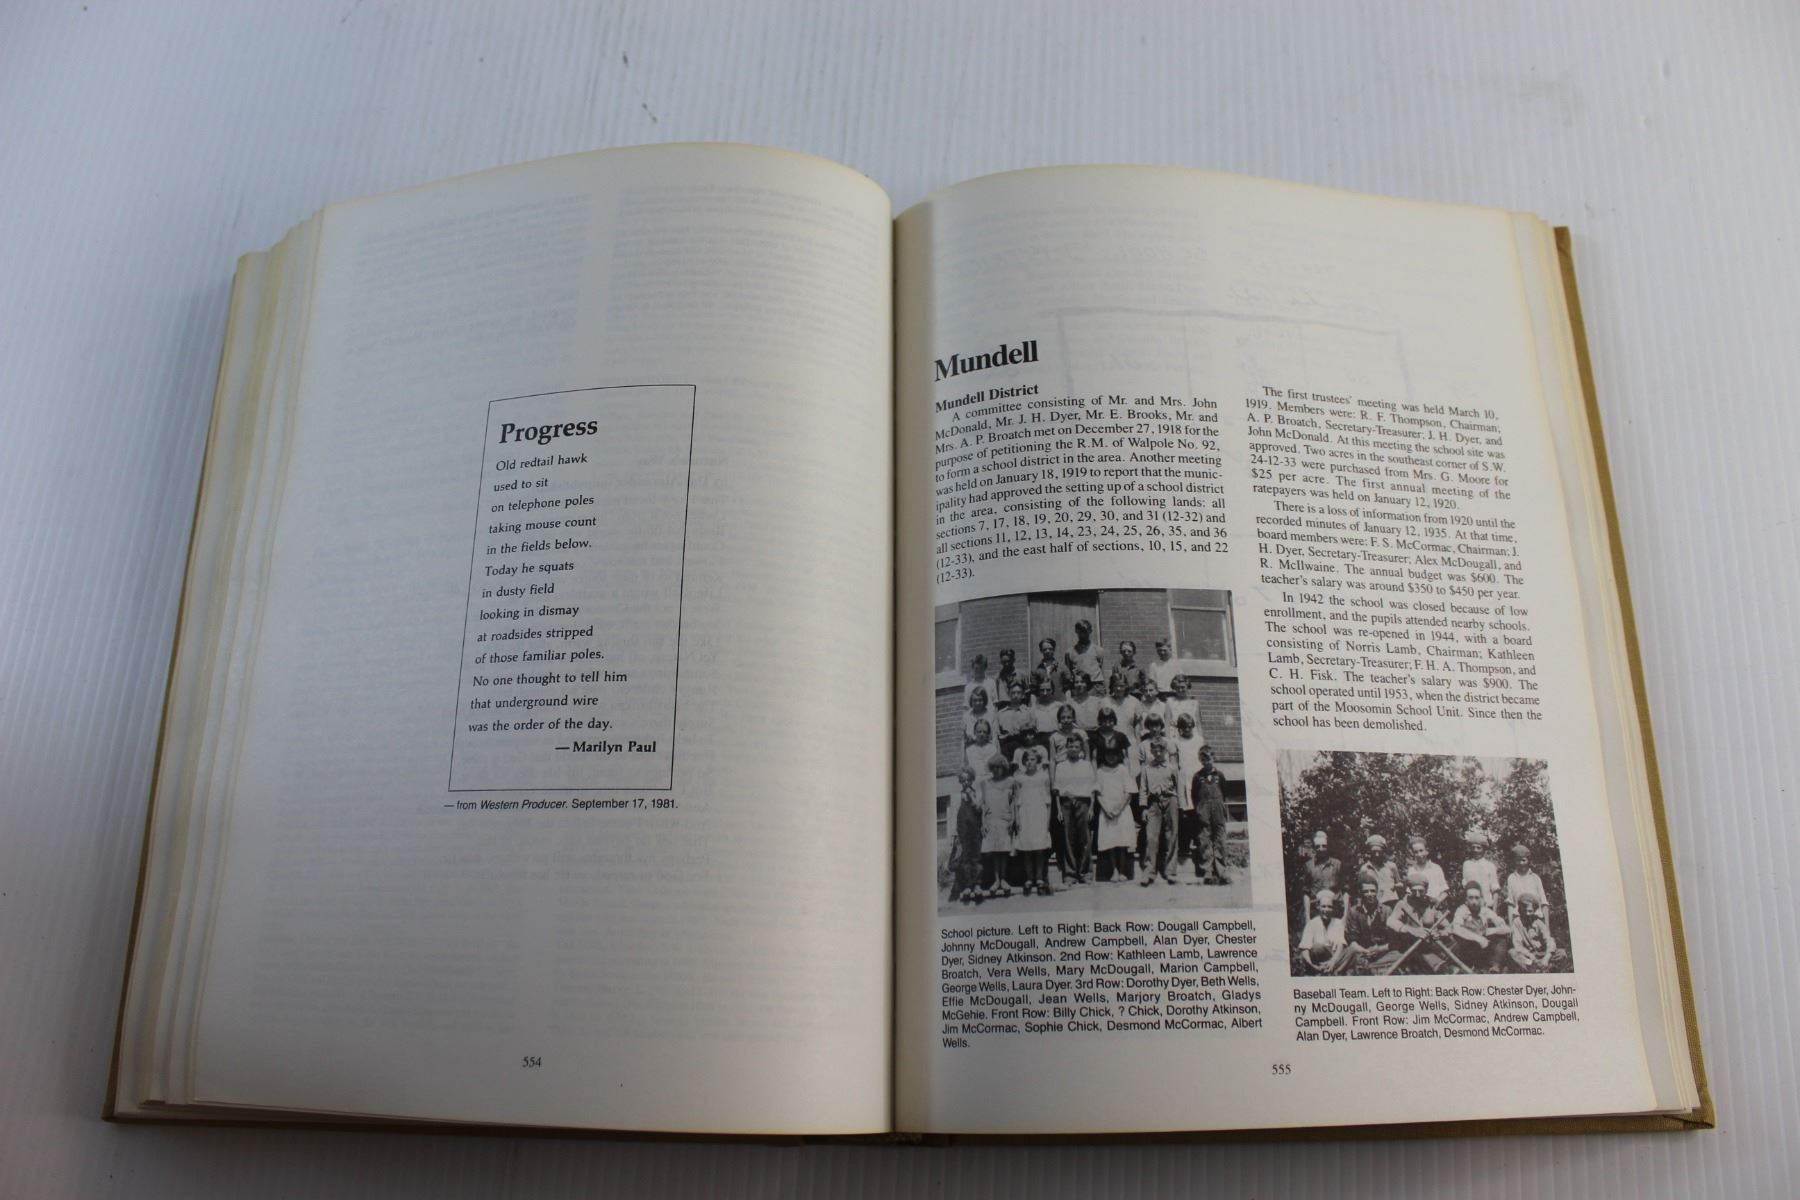 Progress
Old redtail hawk
used to sit
on telephone poles
taking mouse count
in the fields below.
Today he squats
in dusty field
looking in dismay
at roadsides stripped
of those familiar poles.
No one thought to tell him
that underground wire
was the order of the day.
— Marilyn Paul
— from Western Producer. September 17, 1981.
554
Mundell
Mundell District
A committee consisting of Mr. and Mrs. John
McDonald, Mr. J. H. Dyer, Mr. E. Brooks, Mr. and
Mrs. A. P. Broatch met on December 27, 1918 for the
purpose of petitioning the R.M. of Walpole No. 92,
to form a school district in the area. Another meeting
was held on January 18, 1919 to report that the munic-
ipality had approved the setting up of a school district
in the area, consisting of the following lands: all
sections 7, 17, 18, 19, 20, 29, 30, and 31 (12-32) and
all sections 11, 12, 13, 14, 23, 24, 25, 26, 35, and 36
(12-33), and the east half of sections, 10, 15, and 22
(12-33).
School picture. Left to Right: Back Row: Dougall Campbell,
Johnny McDougall, Andrew Campbell, Alan Dyer, Chester
Dyer, Sidney Atkinson. 2nd Row: Kathleen Lamb, Lawrence
Broatch, Vera Wells, Mary McDougall, Marion Campbell,
George Wells, Laura Dyer. 3rd Row: Dorothy Dyer, Beth Wells,
Effie McDougall, Jean Wells, Marjory Broatch, Gladys
McGehie. Front Row: Billy Chick, ? Chick, Dorothy Atkinson,
Jim McCormac, Sophie Chick, Desmond McCormac, Albert
Wells.
The first trustees' meeting was held March 10,
1919. Members were: R. F. Thompson, Chairman;
A. P. Broatch, Secretary-Treasurer; J. H. Dyer, and
John McDonald. At this meeting the school site was
approved. Two acres in the southeast corner of S.W.
24-12-33 were purchased from Mrs. G. Moore for
$25 per acre. The first annual meeting of the
ratepayers was held on January 12, 1920.
There is a loss of information from 1920 until the
recorded minutes of January 12, 1935. At that time,
board members were: F. S. McCormac, Chairman; J.
H. Dyer, Secretary-Treasurer; Alex McDougall, and
R. McIlwaine. The annual budget was $600. The
teacher's salary was around $350 to $450 per year.
In 1942 the school was closed because of low
enrollment, and the pupils attended nearby schools.
The school was re-opened in 1944, with a board
consisting of Norris Lamb, Chairman; Kathleen
Lamb, Secretary-Treasurer; F. H. A. Thompson, and
C. H. Fisk. The teacher's salary was $900. The
school operated until 1953, when the district became
part of the Moosomin School Unit. Since then the
school has been demolished.
Baseball Team. Left to Right: Back Row: Chester Dyer, John-
ny McDougall, George Wells, Sidney Atkinson, Dougall
Campbell. Front Row: Jim McCormac, Andrew Campbell,
Alan Dyer, Lawrence Broatch, Desmond McCormac.
555